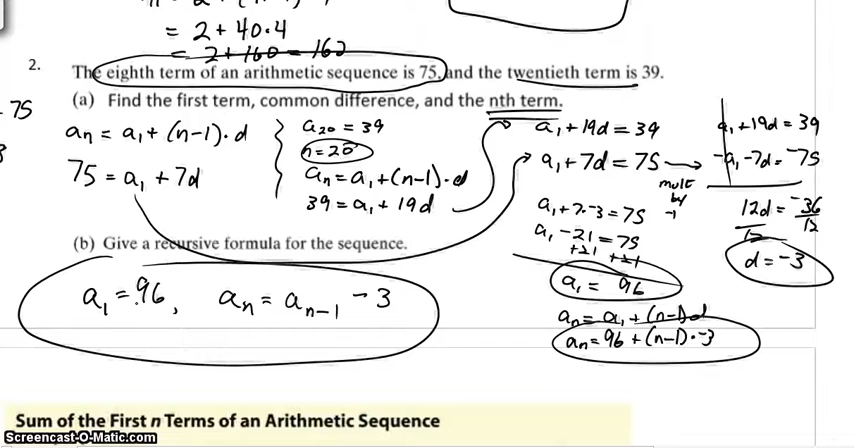 = 2 + 40·4
= 2 + 160 = 162
2. The eighth term of an arithmetic sequence is 75, and the twentieth term is 39.
(a) Find the first term, common difference, and the nth term.
75
aₙ = a₁ + (n-1)·d
75 = a₁ + 7d
a₂₀ = 39
n = 20
aₙ = a₁ + (n-1)·d
39 = a₁ + 19d
a₁ + 19d = 39
a₁ + 7d = 75
mult by -1
a₁ + 19d = 39
-a₁ - 7d = -75
12d = -36
12 12
d = -3
a₁ + 7·-3 = 75
a₁ - 21 = 75
+21 +21
a₁ = 96
aₙ = a₁ + (n-1)d
aₙ = 96 + (n-1)·-3
(b) Give a recursive formula for the sequence.
a₁ = 96, aₙ = aₙ₋₁ - 3
Sum of the First n Terms of an Arithmetic Sequence
Screencast-O-Matic.com